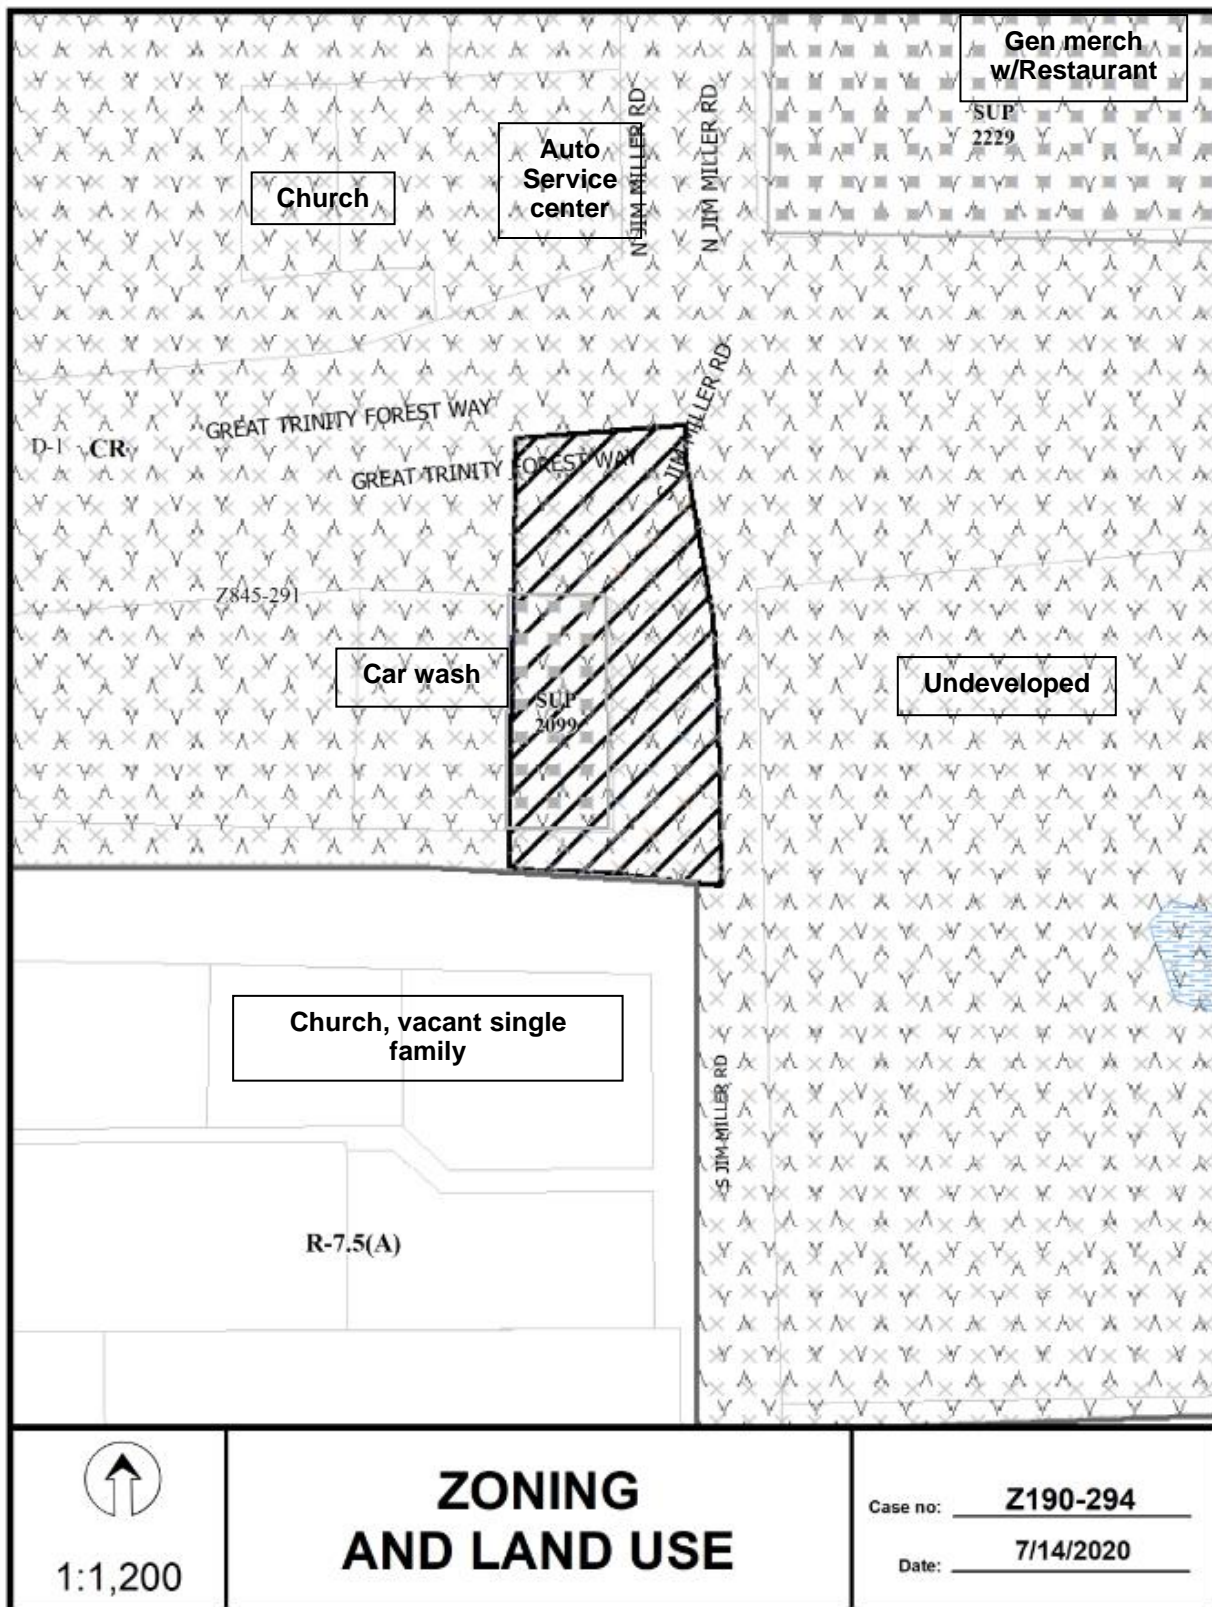 Gen merch
w/Restaurant
SUP
2229
N JIM MILLER RD
N JIM MILLER RD
Auto
Service
center
Church
S JIM MILLER RD
GREAT TRINITY FOREST WAY
D-1 CR
GREAT TRINITY FOREST WAY
Z845-291
Car wash
SUP
2099
Undeveloped
Church, vacant single
family
S JIM MILLER RD
R-7.5(A)
1:1,200
ZONING
AND LAND USE
Case no: Z190-294
Date: 7/14/2020